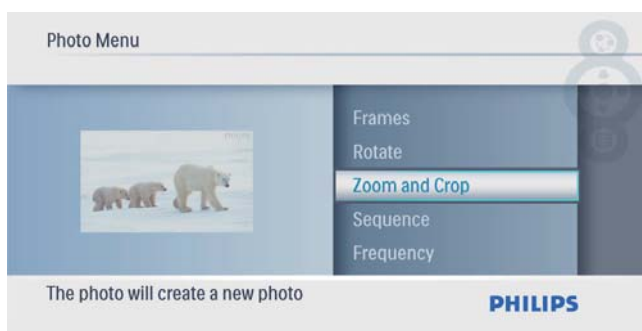 Photo Menu
Frames
Rotate
Zoom and Crop
Sequence
Frequency
The photo will create a new photo
PHILIPS